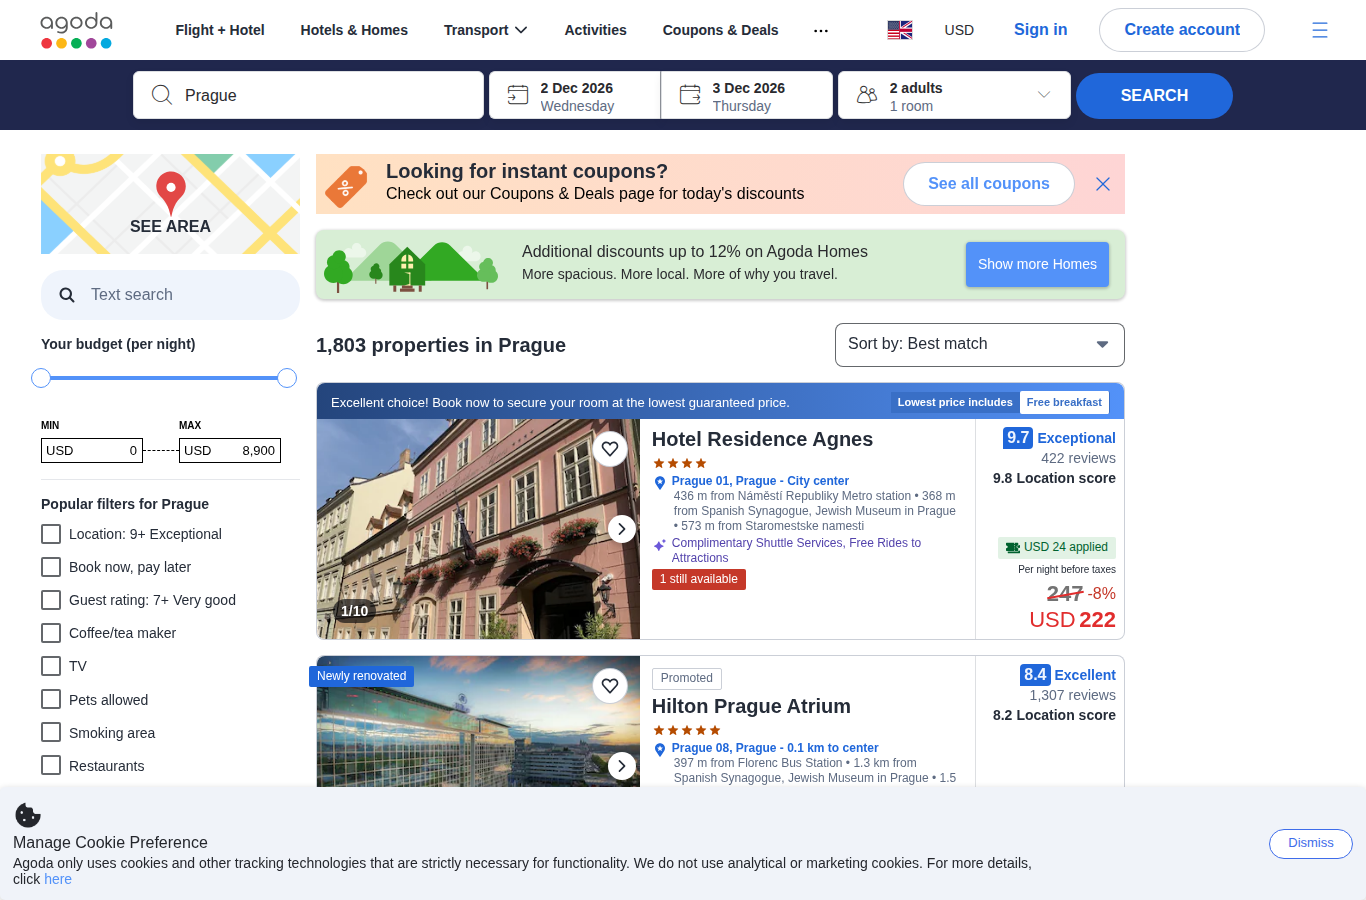 agoda
Flight + Hotel
Hotels & Homes
Transport
Activities
Coupons & Deals
...
USD
Sign in
Create account
Prague
2 Dec 2026
Wednesday
3 Dec 2026
Thursday
2 adults
1 room
SEARCH
SEE AREA
Text search
Your budget (per night)
MIN
MAX
USD 0
USD 8,900
Popular filters for Prague
Location: 9+ Exceptional
Book now, pay later
Guest rating: 7+ Very good
Coffee/tea maker
TV
Pets allowed
Smoking area
Restaurants
Looking for instant coupons?
Check out our Coupons & Deals page for today's discounts
See all coupons
Additional discounts up to 12% on Agoda Homes
More spacious. More local. More of why you travel.
Show more Homes
1,803 properties in Prague
Sort by: Best match
Excellent choice! Book now to secure your room at the lowest guaranteed price.
Lowest price includes
Free breakfast
1/10
Hotel Residence Agnes
Prague 01, Prague - City center
436 m from Náměstí Republiky Metro station • 368 m
from Spanish Synagogue, Jewish Museum in Prague
• 573 m from Staromestske namesti
Complimentary Shuttle Services, Free Rides to
Attractions
1 still available
9.7 Exceptional
422 reviews
9.8 Location score
USD 24 applied
Per night before taxes
247 -8%
USD 222
Newly renovated
Promoted
Hilton Prague Atrium
Prague 08, Prague - 0.1 km to center
397 m from Florenc Bus Station • 1.3 km from
Spanish Synagogue, Jewish Museum in Prague • 1.5
8.4 Excellent
1,307 reviews
8.2 Location score
Manage Cookie Preference
Agoda only uses cookies and other tracking technologies that are strictly necessary for functionality. We do not use analytical or marketing cookies. For more details,
click here
Dismiss